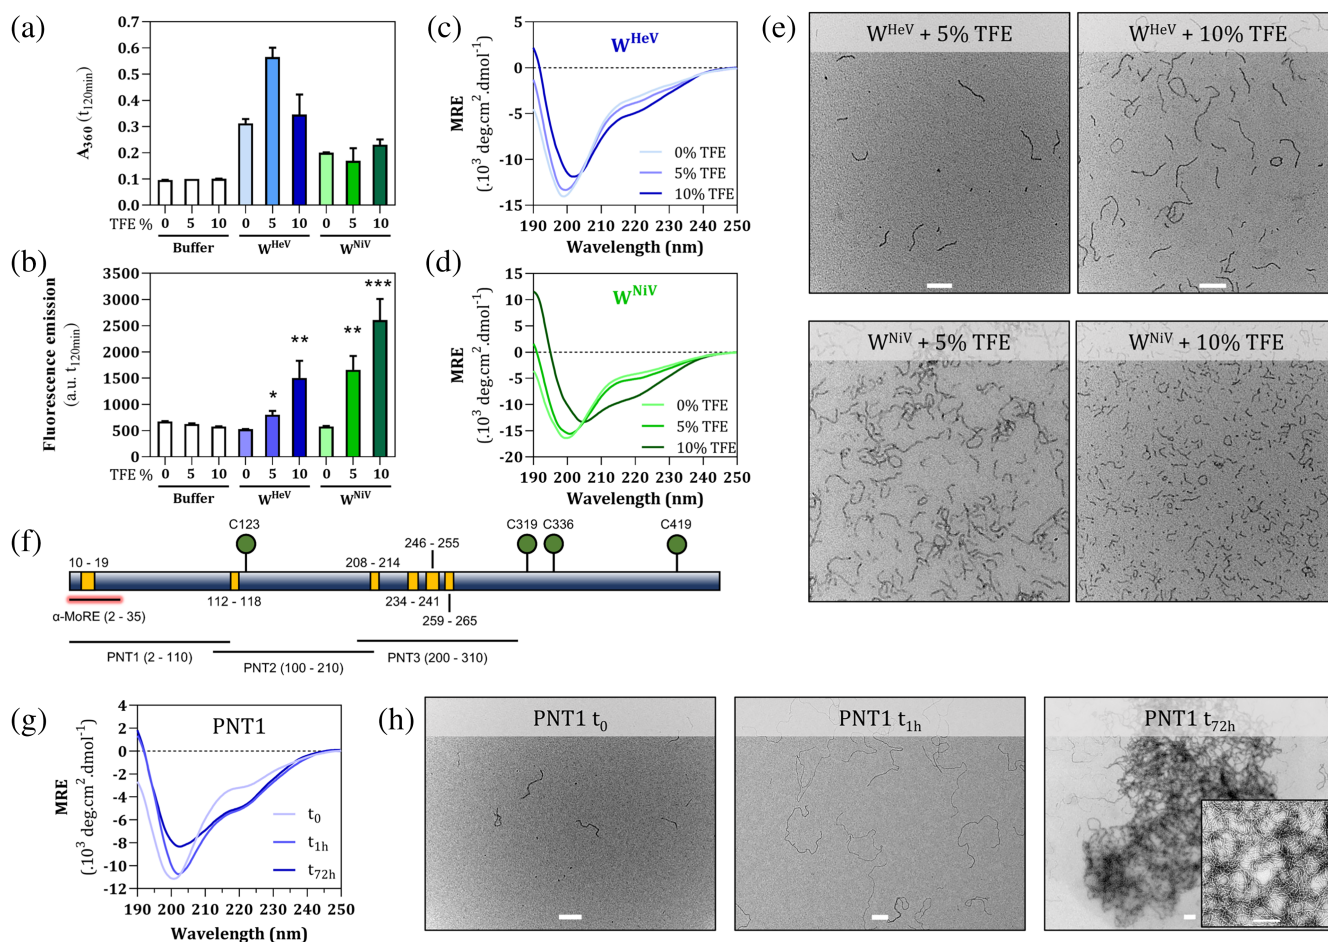 (a)
A360 (t120min)
0.7
0.6
0.5
0.4
0.3
0.2
0.1
0.0
TFE % 0 5 10 0 5 10 0 5 10
Buffer WHeV WNiV
(b)
Fluorescence emission
(a.u. t120min)
3500
3000
2500
2000
1500
1000
500
0
* ** ** ***
TFE % 0 5 10 0 5 10 0 5 10
Buffer WHeV WNiV
(c)
WHeV
MRE
(.10³ deg.cm².dmol⁻¹)
5
0
-5
-10
-15
0% TFE
5% TFE
10% TFE
190 200 210 220 230 240 250
Wavelength (nm)
(d)
WNiV
MRE
(.10³ deg.cm².dmol⁻¹)
15
10
5
0
-5
-10
-15
-20
0% TFE
5% TFE
10% TFE
190 200 210 220 230 240 250
Wavelength (nm)
(e)
WHeV + 5% TFE
WHeV + 10% TFE
WNiV + 5% TFE
WNiV + 10% TFE
(f)
C123 C319 C336 C419
246 - 255
10 - 19 208 - 214
112 - 118 234 - 241
259 - 265
α-MoRE (2 - 35)
PNT1 (2 - 110)
PNT2 (100 - 210)
PNT3 (200 - 310)
(g)
PNT1
MRE
(.10³ deg.cm².dmol⁻¹)
4
2
0
-2
-4
-6
-8
-10
-12
t0
t1h
t72h
190 200 210 220 230 240 250
Wavelength (nm)
(h)
PNT1 t0
PNT1 t1h
PNT1 t72h